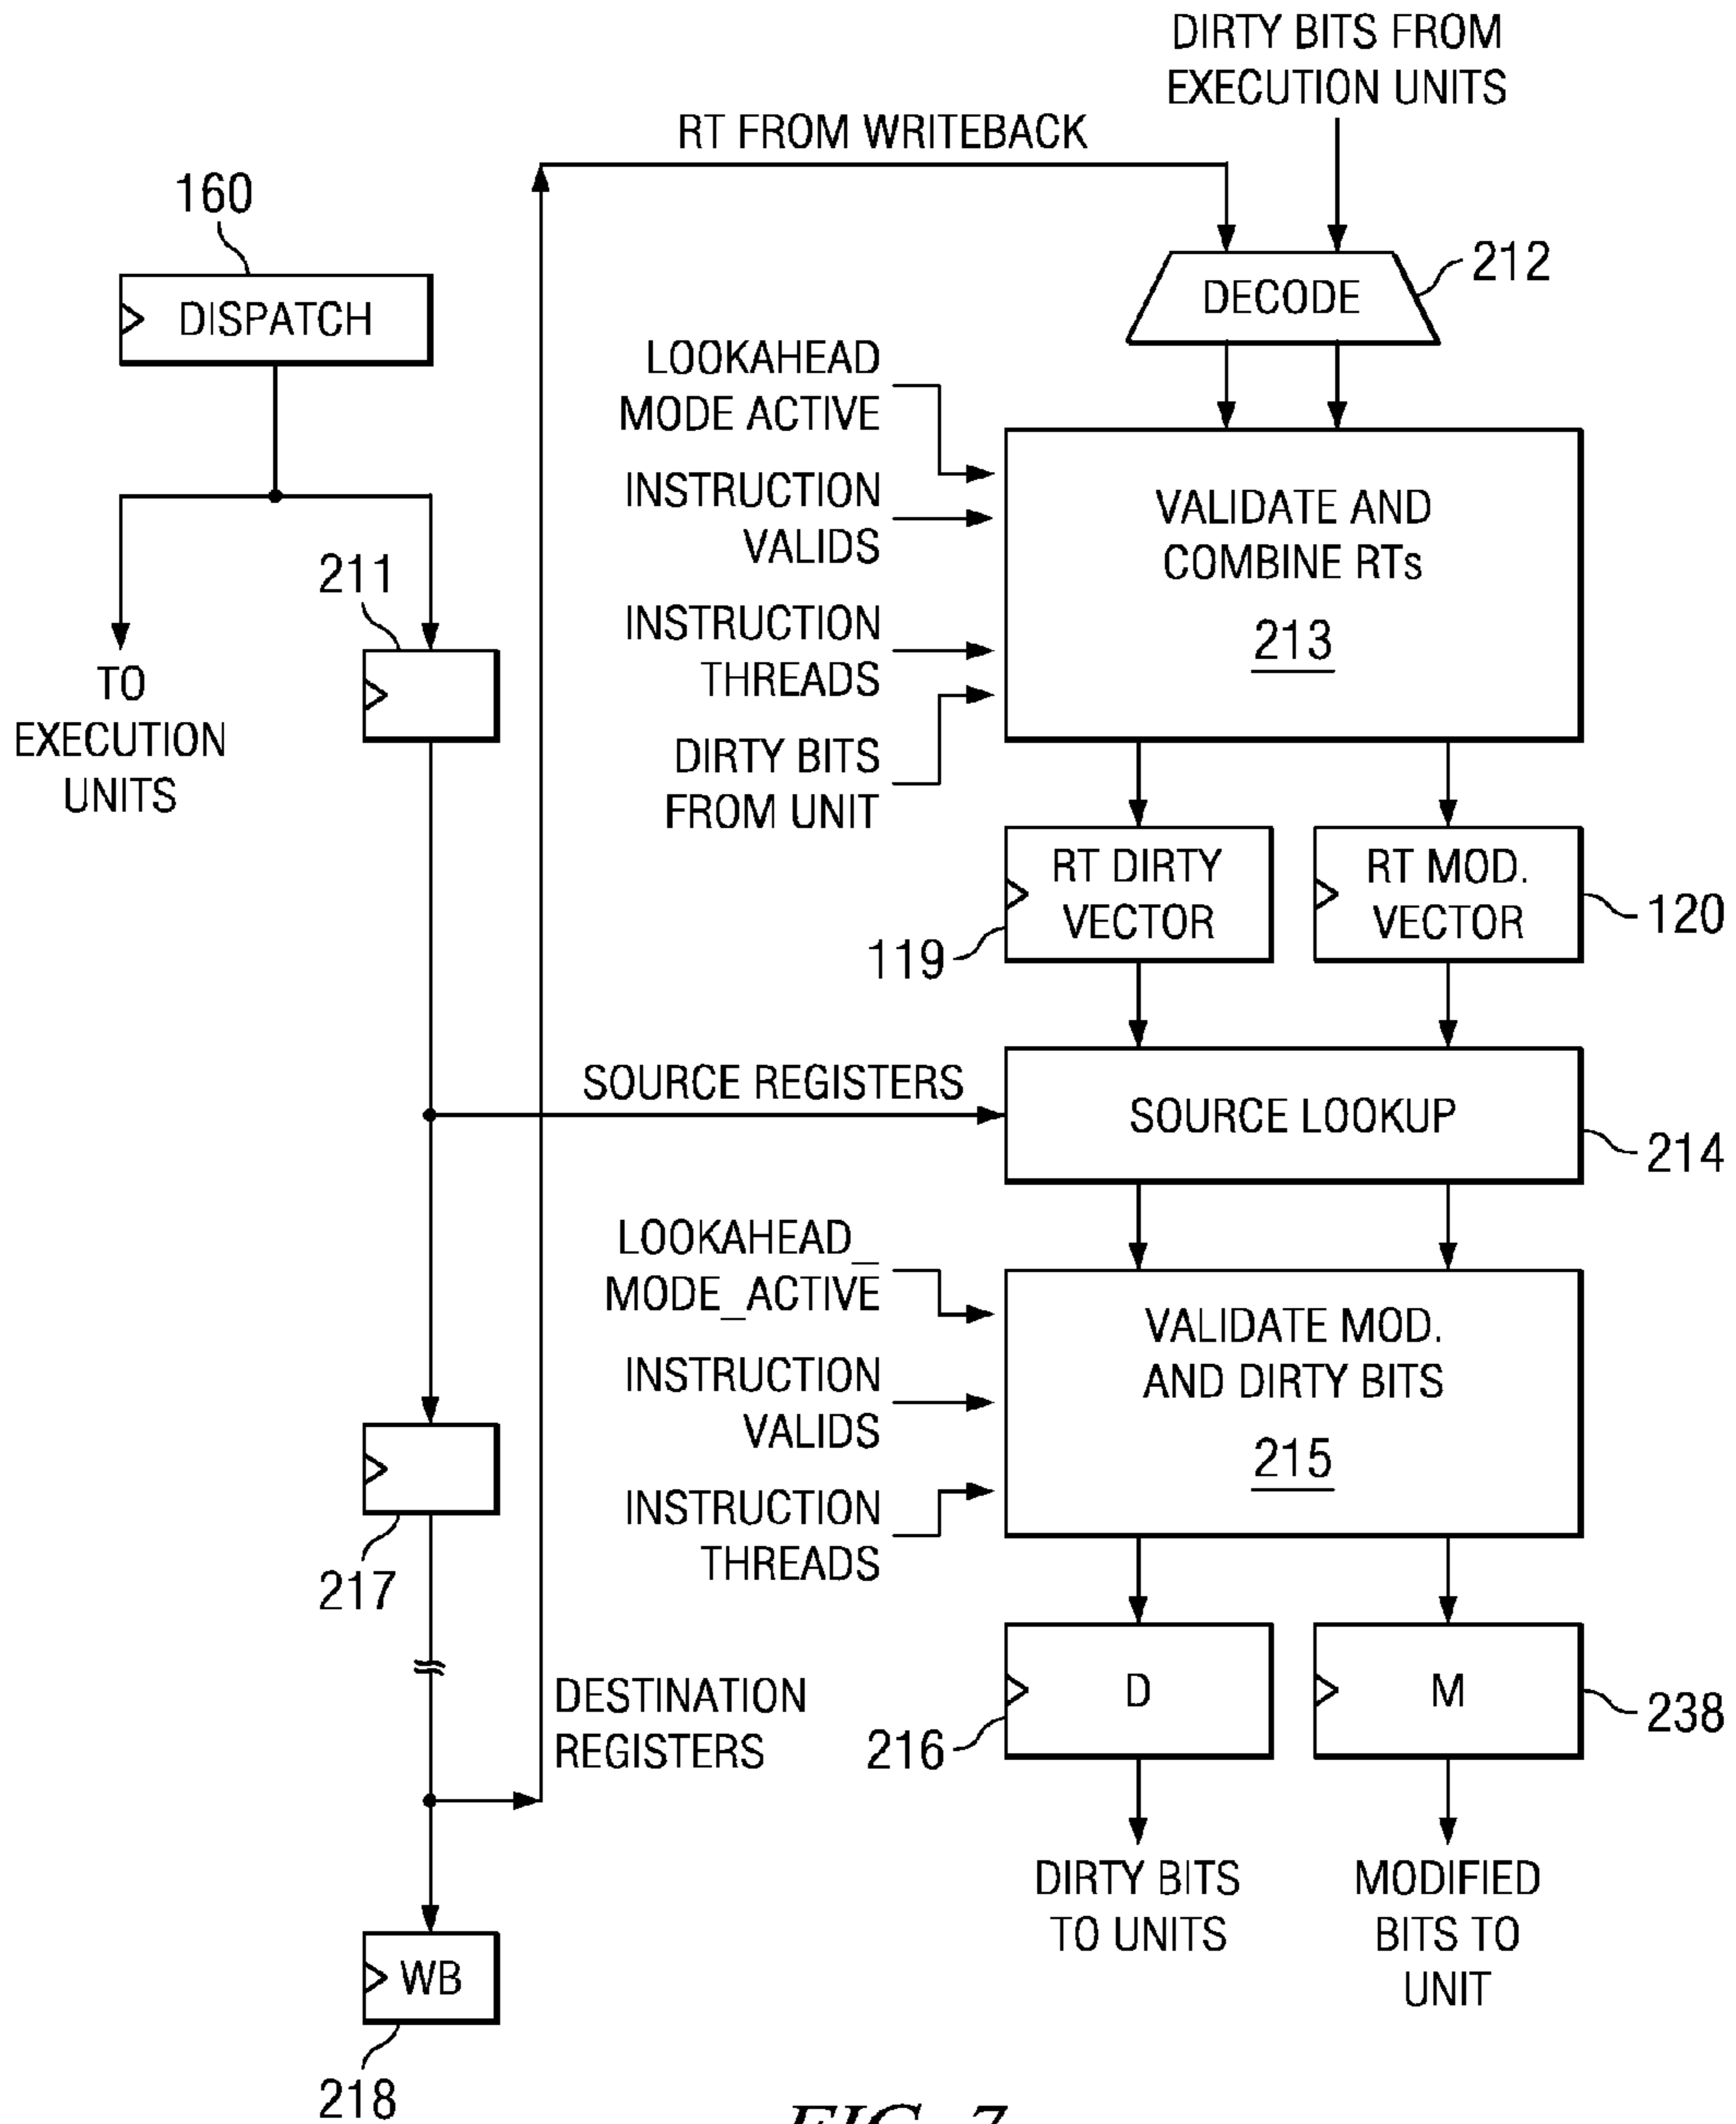 DIRTY BITS FROM
EXECUTION UNITS
RT FROM WRITEBACK
160
DISPATCH
DECODE
212
LOOKAHEAD
MODE ACTIVE
INSTRUCTION
VALIDS
INSTRUCTION
THREADS
DIRTY BITS
FROM UNIT
VALIDATE AND
COMBINE RTs
213
211
TO
EXECUTION
UNITS
RT DIRTY
VECTOR
119
RT MOD.
VECTOR
120
SOURCE REGISTERS
SOURCE LOOKUP
214
LOOKAHEAD_
MODE_ACTIVE
INSTRUCTION
VALIDS
INSTRUCTION
THREADS
VALIDATE MOD.
AND DIRTY BITS
215
217
DESTINATION
REGISTERS
D
216
M
238
DIRTY BITS
TO UNITS
MODIFIED
BITS TO
UNIT
WB
218
FIG. 7